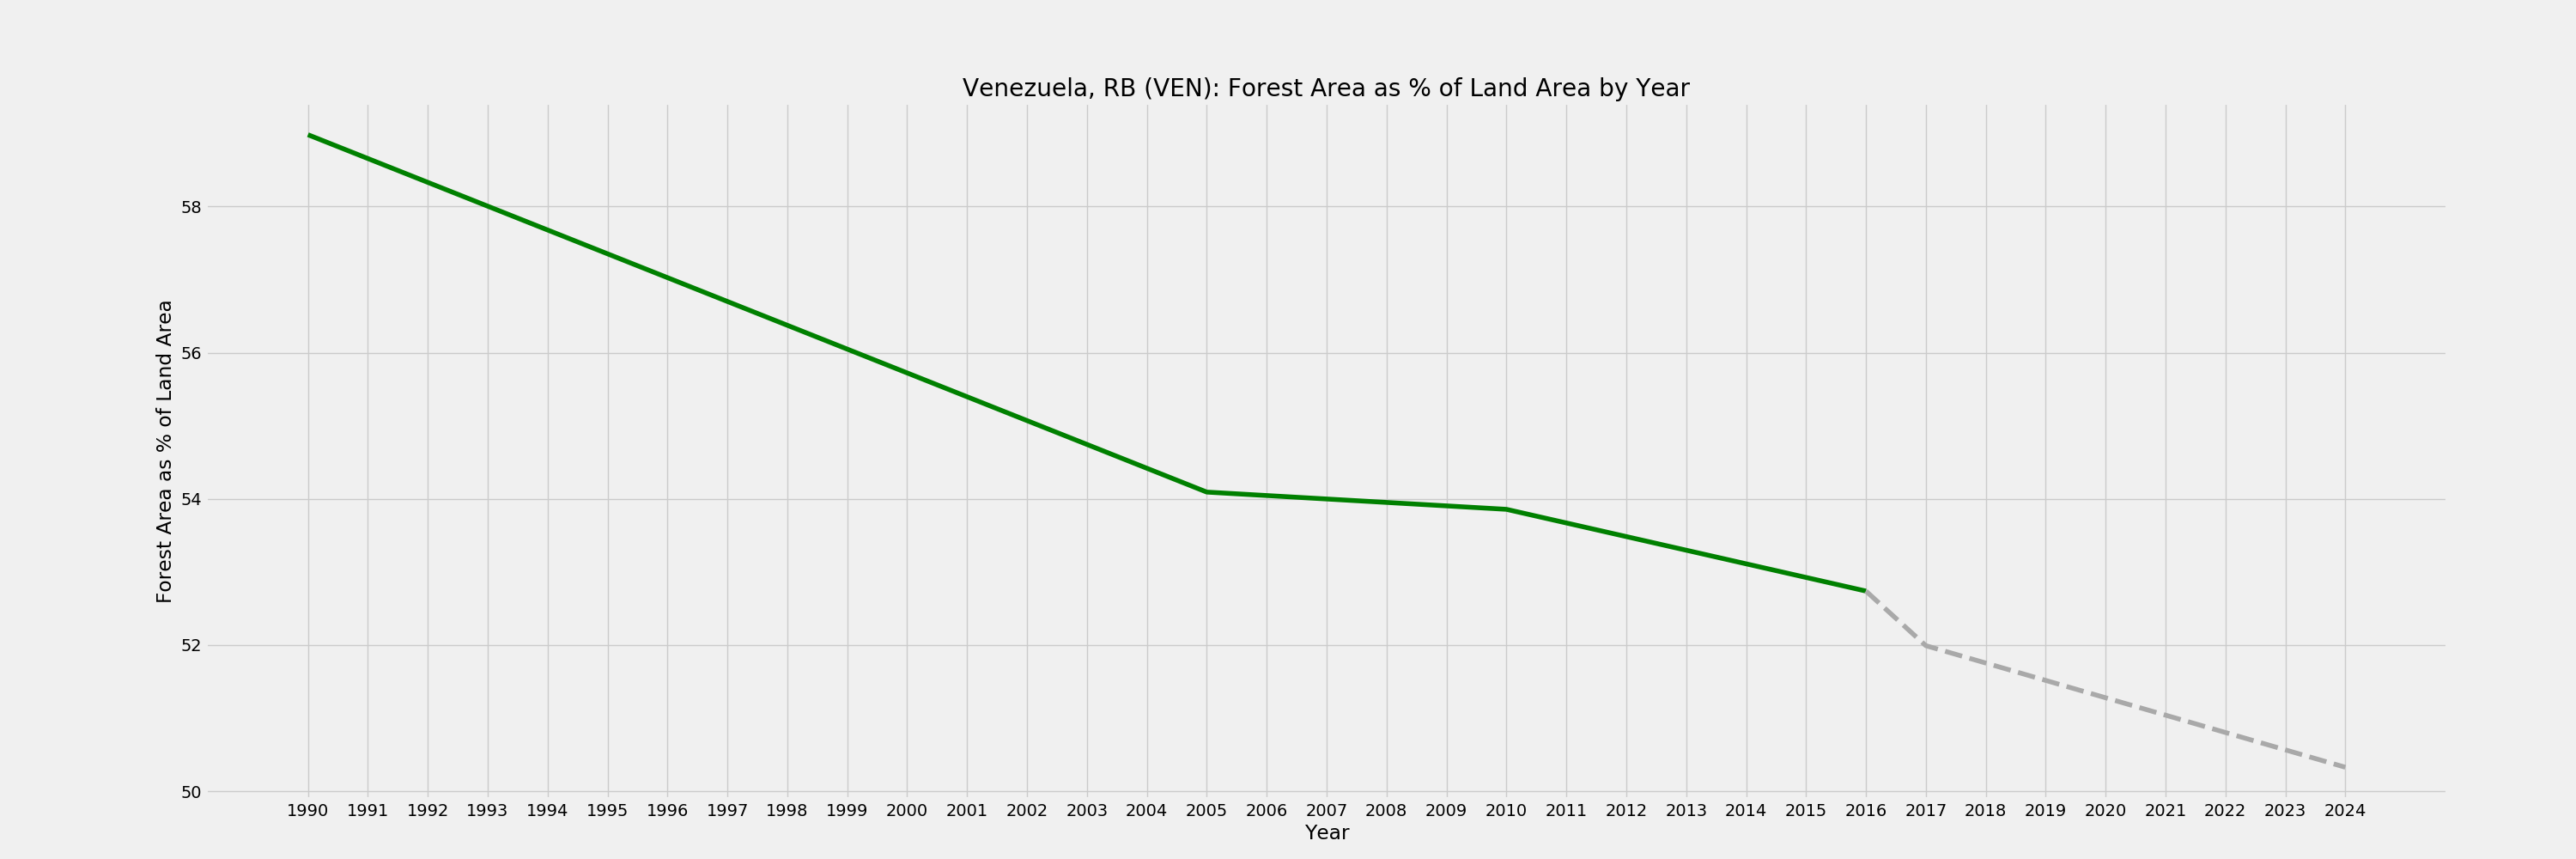 Venezuela, RB (VEN): Forest Area as % of Land Area by Year
Forest Area as % of Land Area
58
56
54
52
50
1990 1991 1992 1993 1994 1995 1996 1997 1998 1999 2000 2001 2002 2003 2004 2005 2006 2007 2008 2009 2010 2011 2012 2013 2014 2015 2016 2017 2018 2019 2020 2021 2022 2023 2024
Year